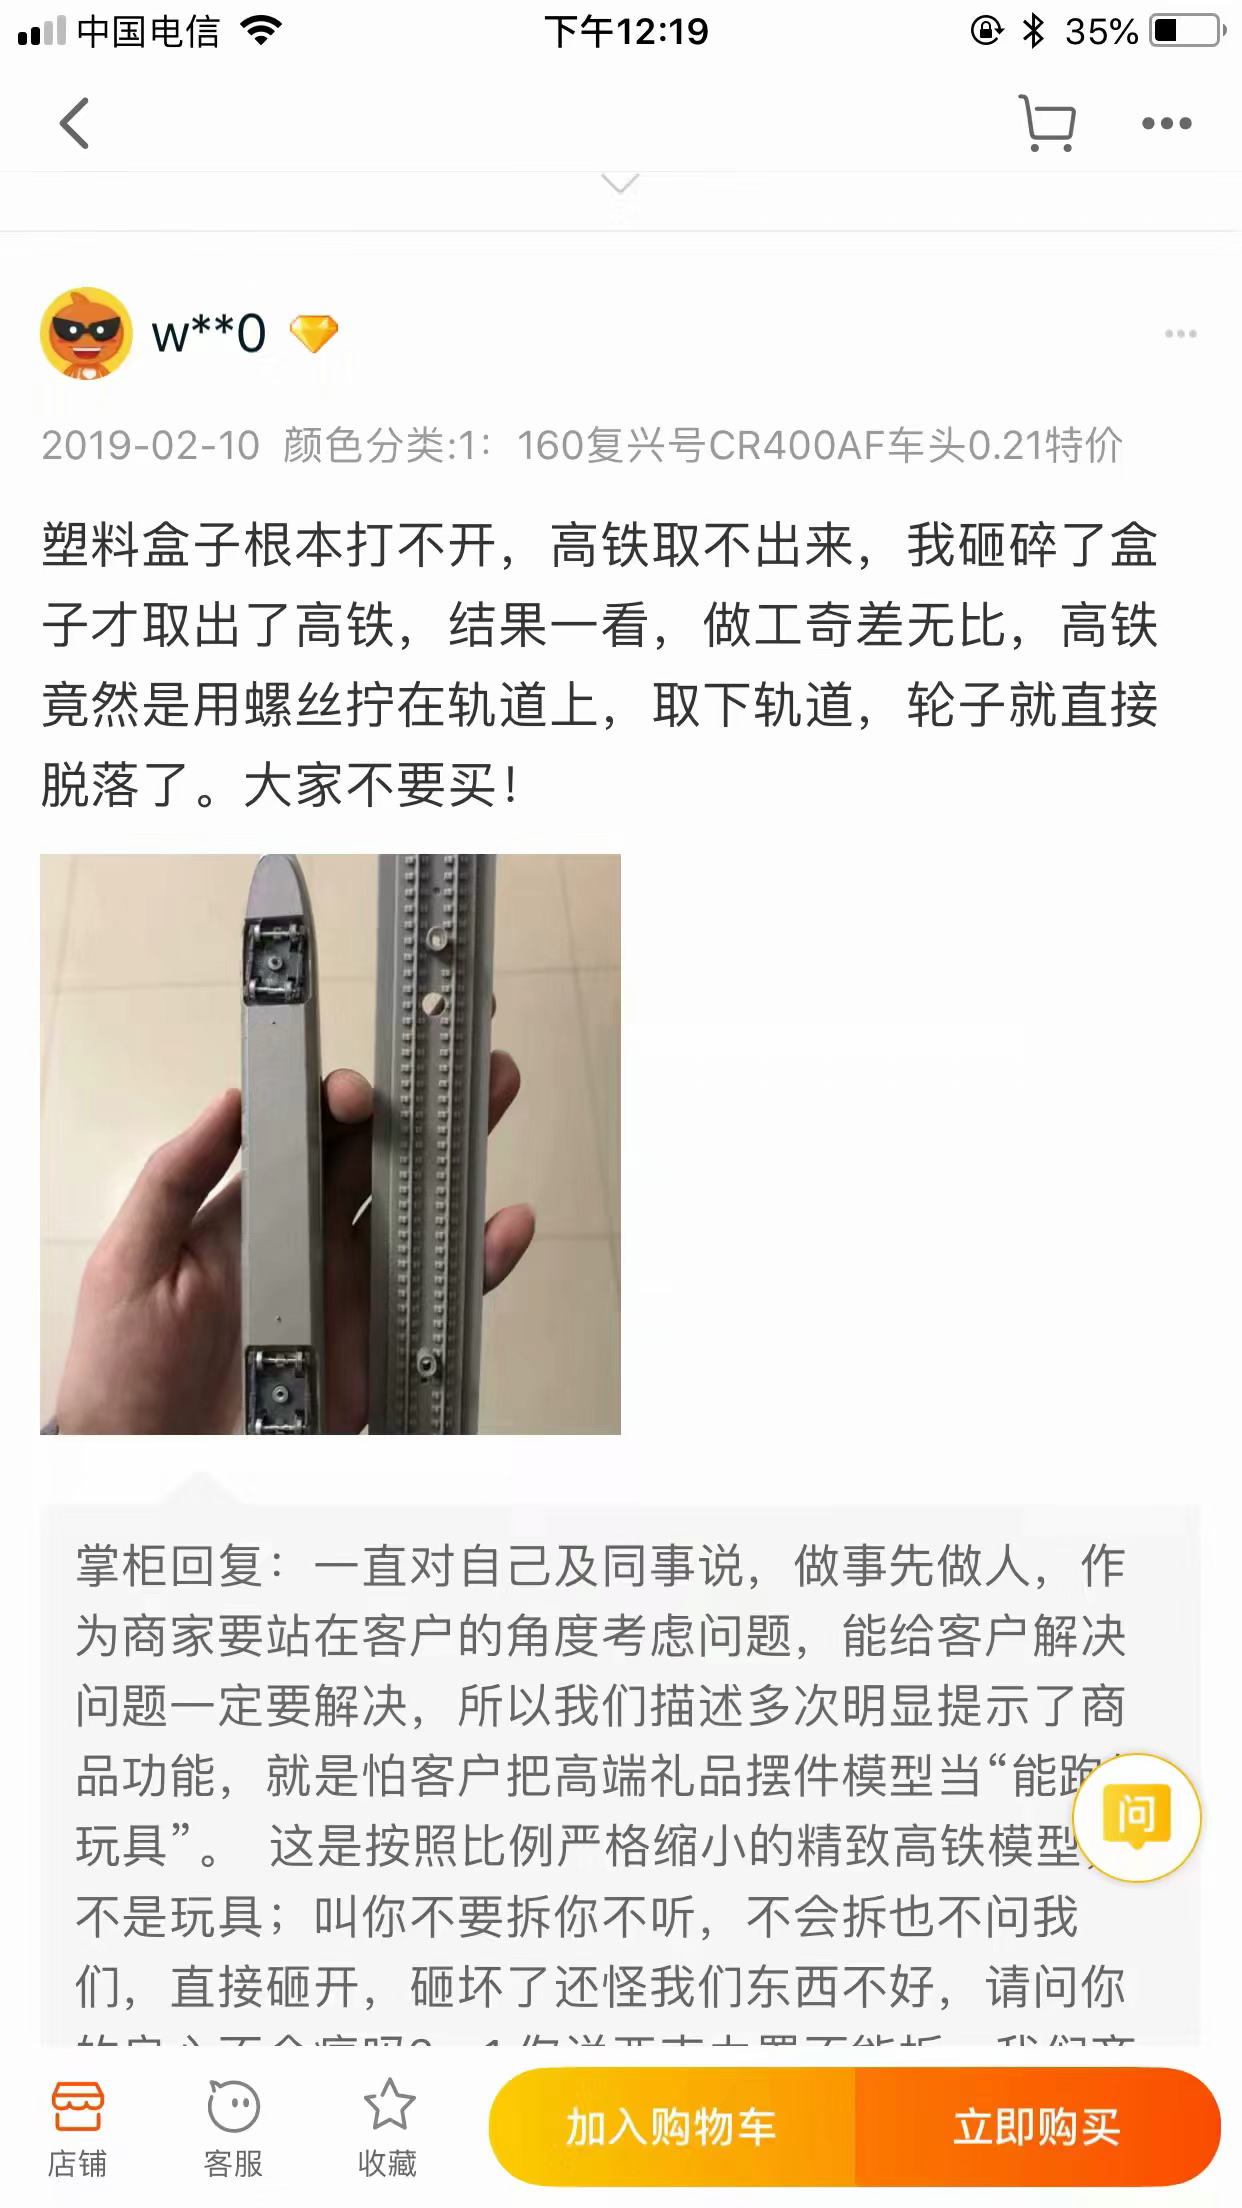 中国电信 下午12:19 35%
w**0
2019-02-10 颜色分类:1：160复兴号CR400AF车头0.21特价
塑料盒子根本打不开，高铁取不出来，我砸碎了盒
子才取出了高铁，结果一看，做工奇差无比，高铁
竟然是用螺丝拧在轨道上，取下轨道，轮子就直接
脱落了。大家不要买！
掌柜回复：一直对自己及同事说，做事先做人，作
为商家要站在客户的角度考虑问题，能给客户解决
问题一定要解决，所以我们描述多次明显提示了商
品功能，就是怕客户把高端礼品摆件模型当“能跑
玩具”。 这是按照比例严格缩小的精致高铁模型，
问
不是玩具；叫你不要拆你不听，不会拆也不问我
们，直接砸开，砸坏了还怪我们东西不好，请问你
店铺 客服 收藏 加入购物车 立即购买